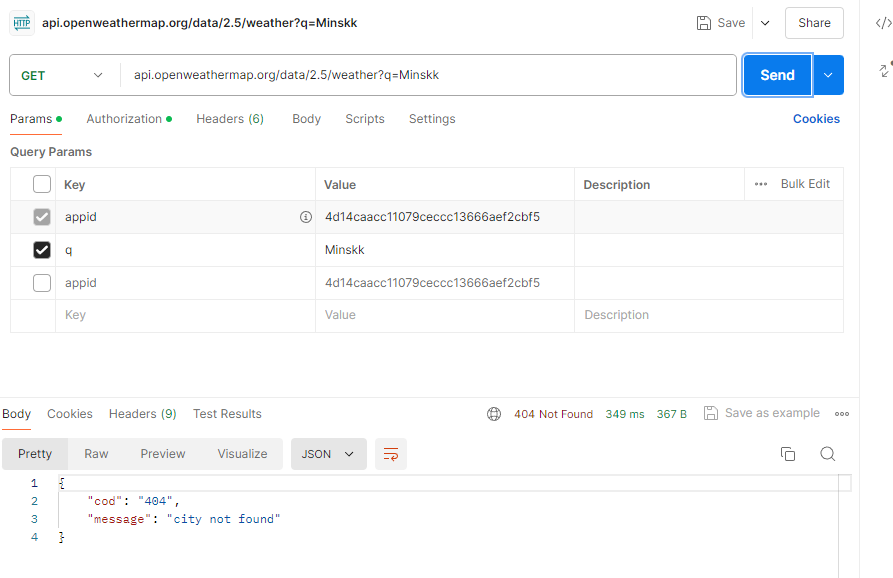 HTTP api.openweathermap.org/data/2.5/weather?q=Minskk Save Share
GET api.openweathermap.org/data/2.5/weather?q=Minskk Send
Params Authorization Headers (6) Body Scripts Settings Cookies
Query Params
Key Value Description Bulk Edit
appid 4d14caacc11079ceccc13666aef2cbf5
q Minskk
appid 4d14caacc11079ceccc13666aef2cbf5
Key Value Description
Body Cookies Headers (9) Test Results 404 Not Found 349 ms 367 B Save as example
Pretty Raw Preview Visualize JSON
1 {
2 "cod": "404",
3 "message": "city not found"
4 }